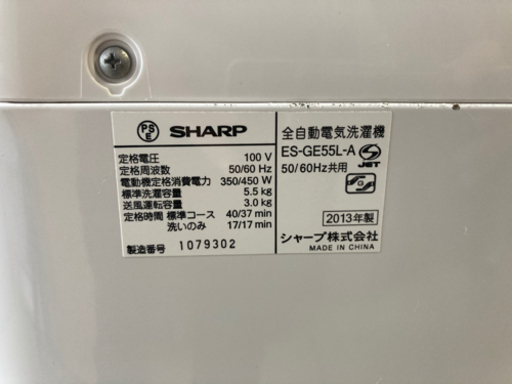 PS E SHARP
定格電圧 100 V
定格周波数 50/60 Hz
電動機定格消費電力 350/450 W
標準洗濯容量 5.5 kg
送風運転容量 3.0 kg
定格時間 標準コース 40/37 min
洗いのみ 17/17 min
製造番号 1079302
全自動電気洗濯機
ES-GE55L-A
50/60Hz共用
S JET
2013年製
シャープ株式会社
MADE IN CHINA